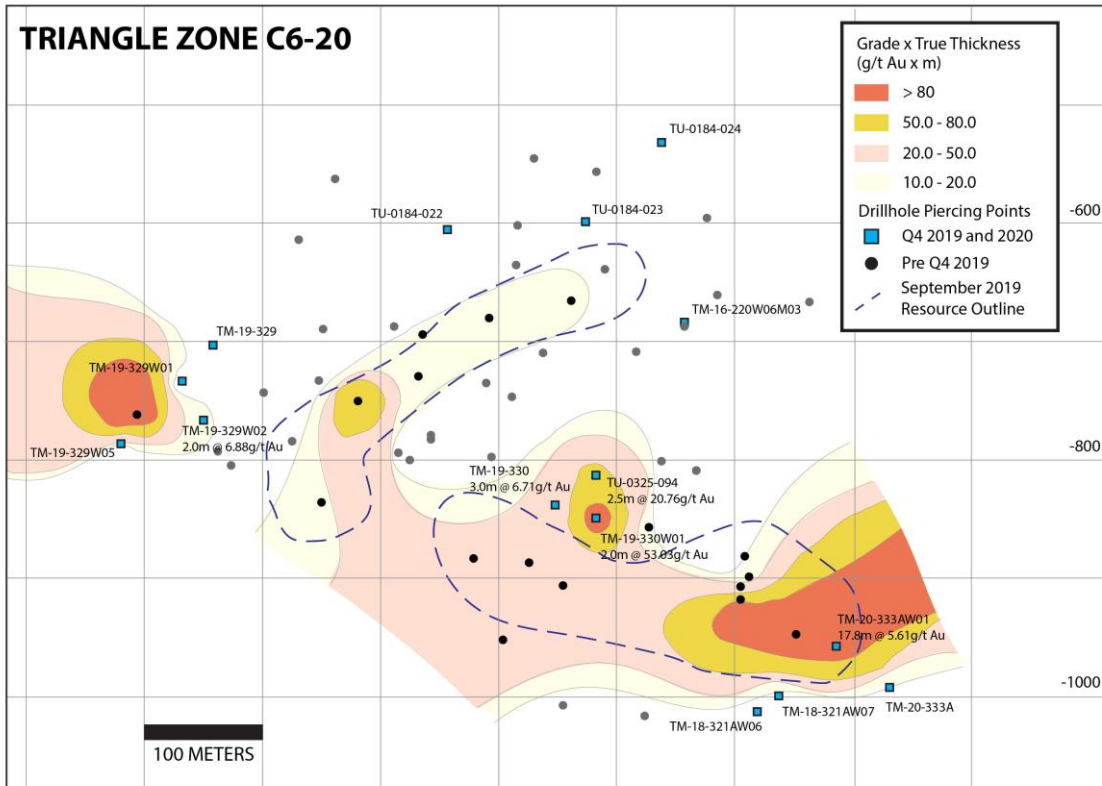 TRIANGLE ZONE C6-20
Grade x True Thickness
(g/t Au x m)
> 80
50.0 - 80.0
20.0 - 50.0
10.0 - 20.0
Drillhole Piercing Points
Q4 2019 and 2020
Pre Q4 2019
September 2019
Resource Outline
TU-0184-024
TU-0184-022
TU-0184-023
-600
TM-16-220W06M03
TM-19-329
TM-19-329W01
TM-19-329W02
2.0m @ 6.88g/t Au
TM-19-329W05
-800
TM-19-330
3.0m @ 6.71g/t Au
TU-0325-094
2.5m @ 20.76g/t Au
TM-19-330W01
2.0m @ 53.03g/t Au
TM-20-333AW01
17.8m @ 5.61g/t Au
-1000
TM-18-321AW07
TM-20-333A
TM-18-321AW06
100 METERS